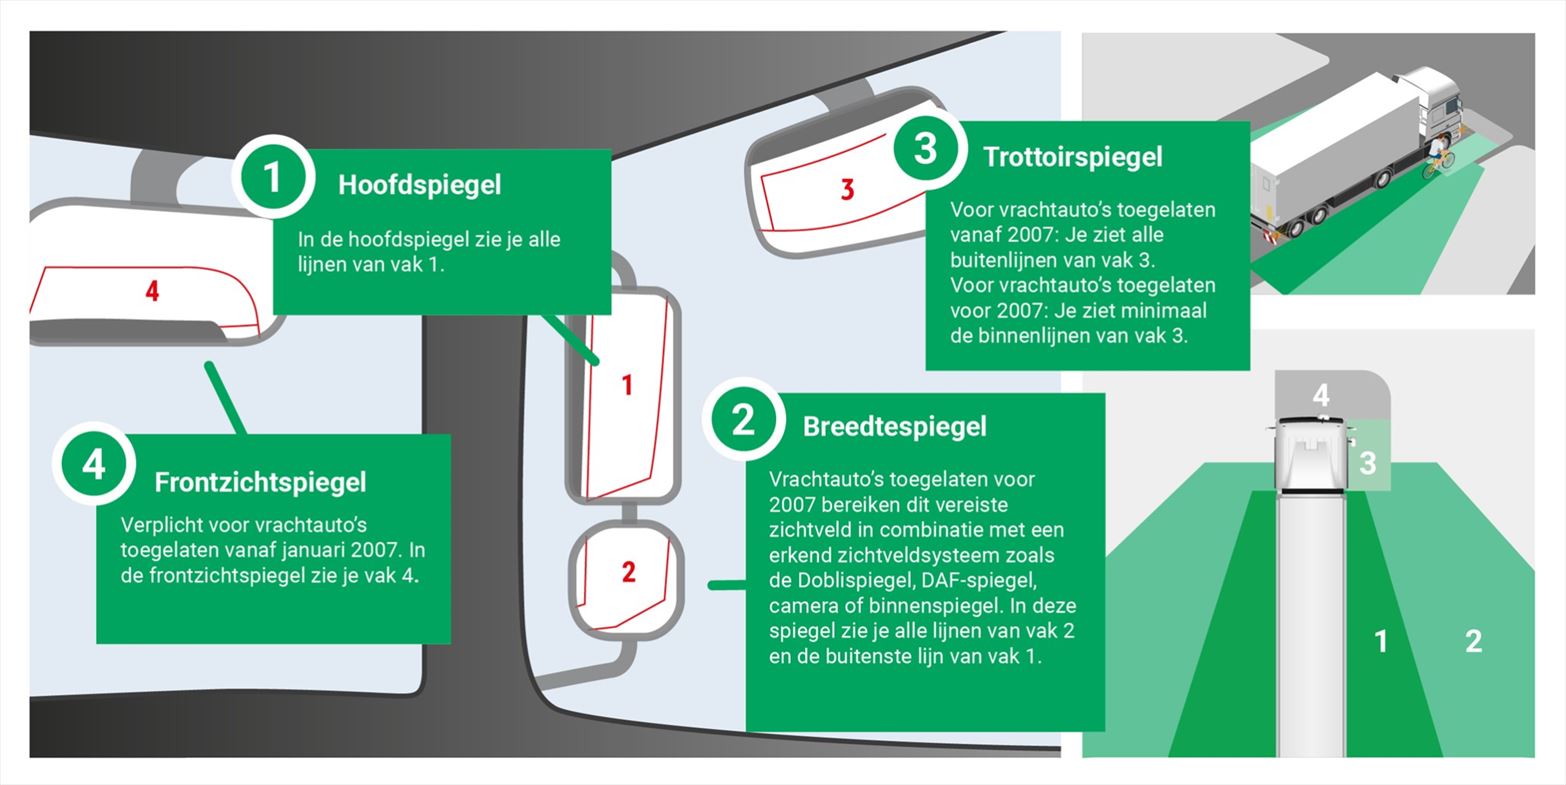 1
Hoofdspiegel
In de hoofdspiegel zie je alle
lijnen van vak 1.
3
Trottoirspiegel
Voor vrachtauto's toegelaten
vanaf 2007: Je ziet alle
buitenlijnen van vak 3.
Voor vrachtauto's toegelaten
voor 2007: Je ziet minimaal
de binnenlijnen van vak 3.
3
4
1
2
2
Breedtespiegel
Vrachtauto's toegelaten voor
2007 bereiken dit vereiste
zichtveld in combinatie met een
erkend zichtveldsysteem zoals
de Doblispiegel, DAF-spiegel,
camera of binnenspiegel. In deze
spiegel zie je alle lijnen van vak 2
en de buitenste lijn van vak 1.
4
Frontzichtspiegel
Verplicht voor vrachtauto's
toegelaten vanaf januari 2007. In
de frontzichtspiegel zie je vak 4.
4
3
1
2